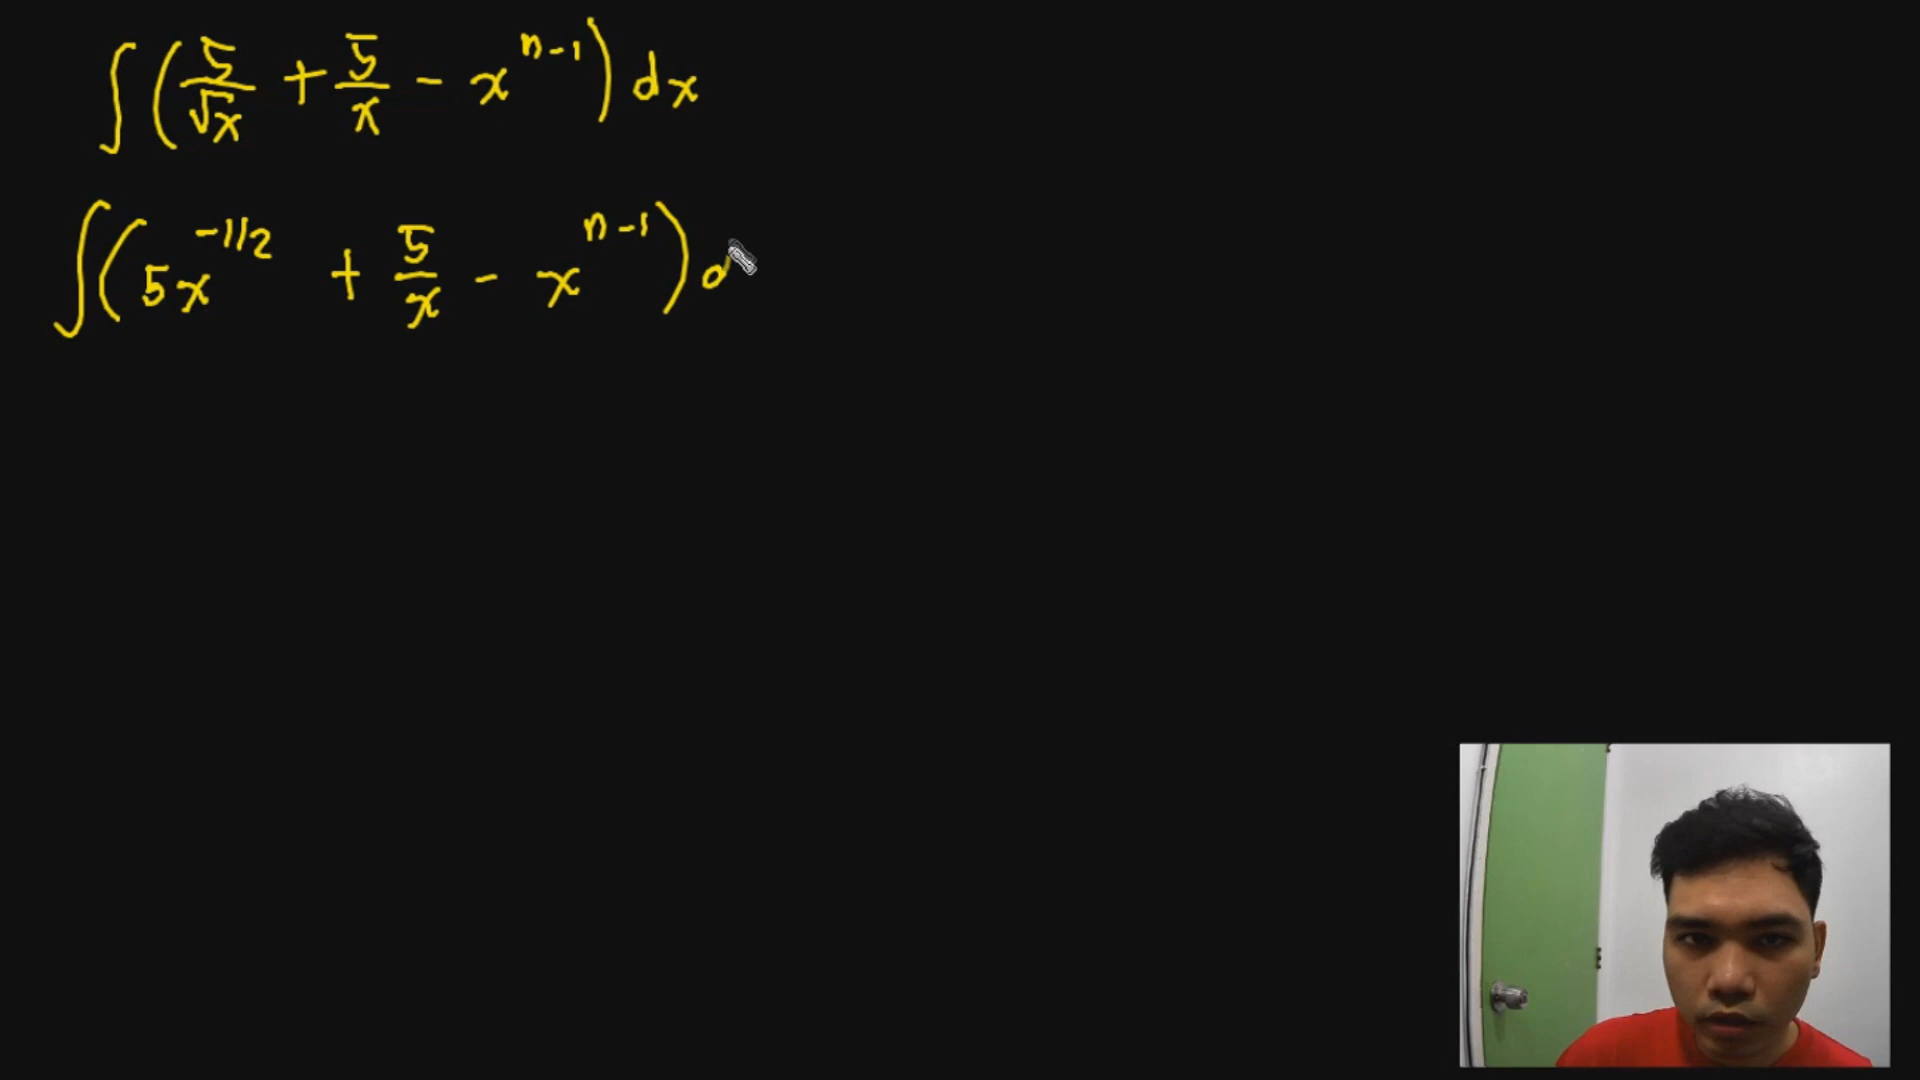 ∫ (5/√x + 5/x − x^{n−1}) dx
∫ (5x^{−1/2} + 5/x − x^{n−1}) d